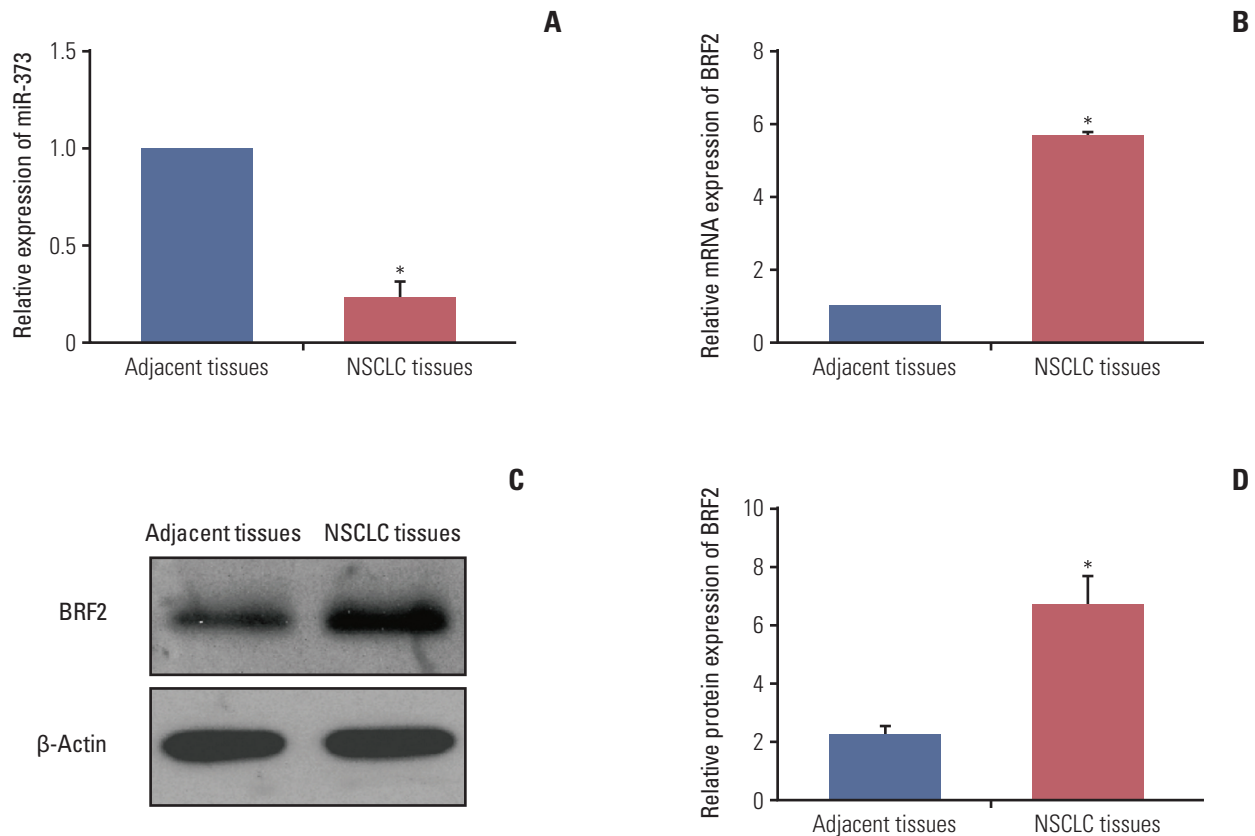 A
Relative expression of miR-373
1.5
1.0
0.5
0
*
Adjacent tissues
NSCLC tissues
B
Relative mRNA expression of BRF2
8
6
4
2
0
*
Adjacent tissues
NSCLC tissues
C
Adjacent tissues NSCLC tissues
BRF2
β-Actin
D
Relative protein expression of BRF2
10
8
6
4
2
0
*
Adjacent tissues
NSCLC tissues